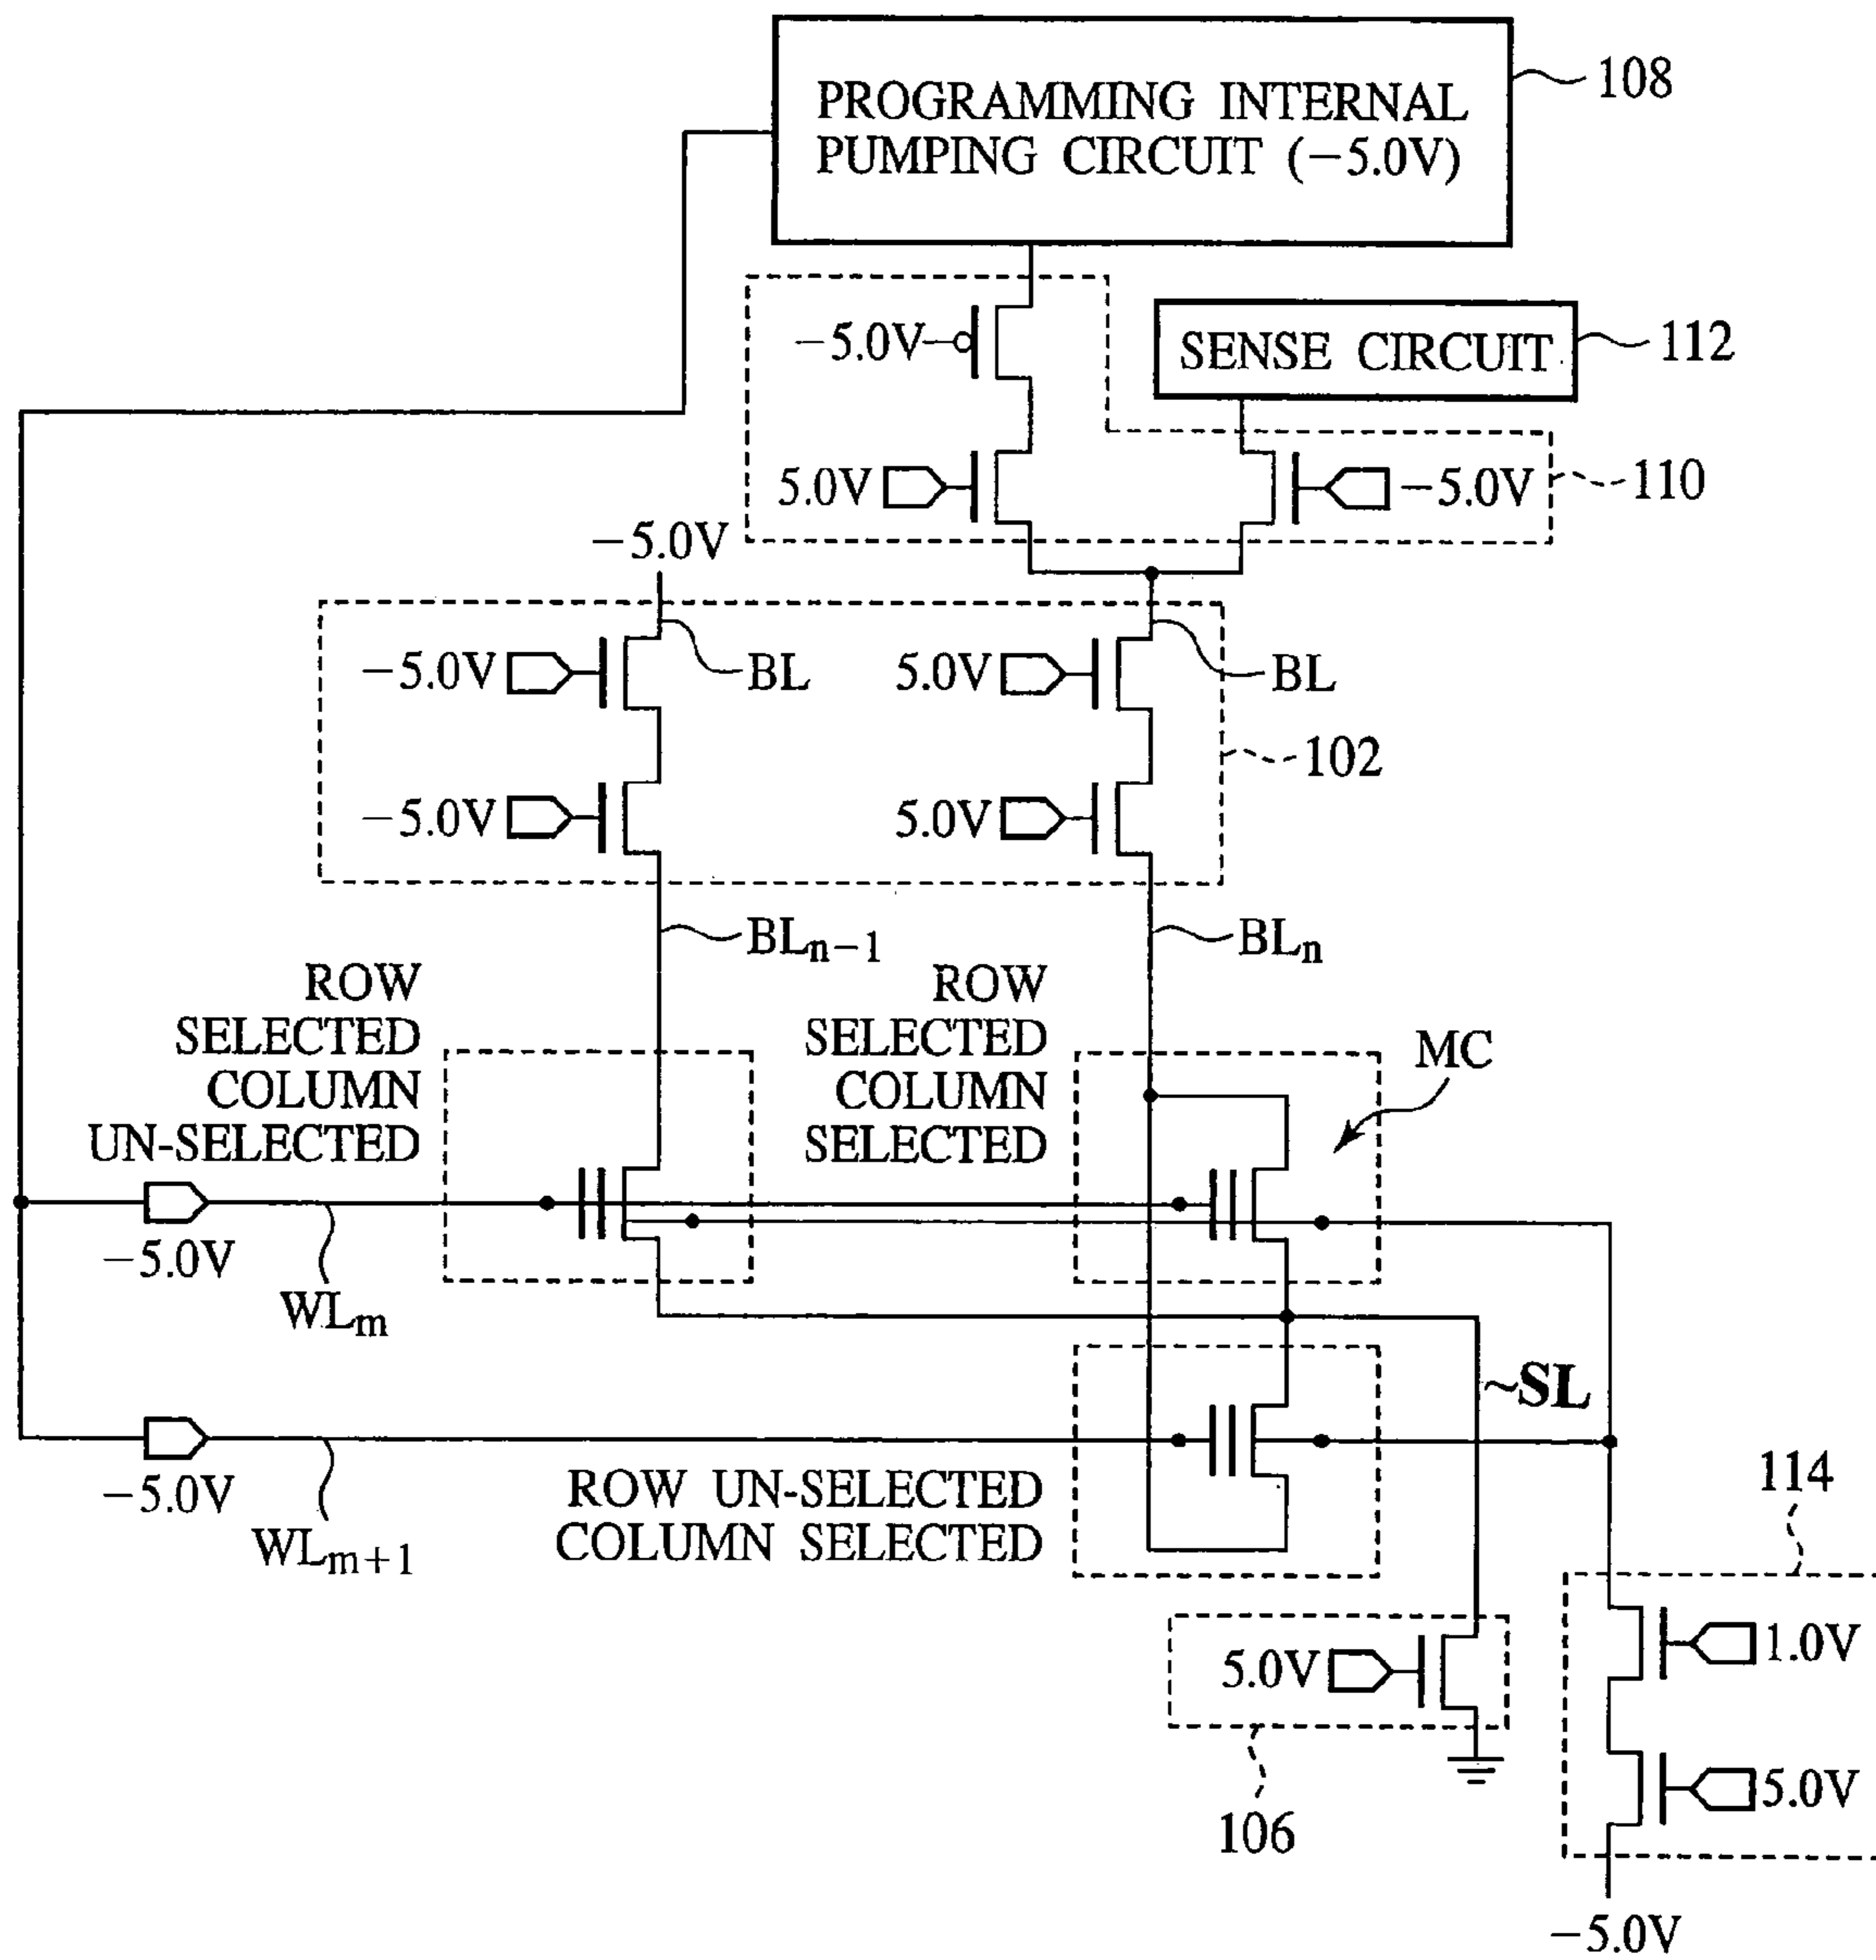 PROGRAMMING INTERNAL
PUMPING CIRCUIT (−5.0V)
108
−5.0V
SENSE CIRCUIT
112
5.0V
−5.0V
110
−5.0V
−5.0V
BL
5.0V
BL
102
−5.0V
5.0V
BLn−1
BLn
ROW
SELECTED
COLUMN
UN-SELECTED
ROW
SELECTED
COLUMN
SELECTED
MC
−5.0V
WLm
~SL
−5.0V
WLm+1
ROW UN-SELECTED
COLUMN SELECTED
114
1.0V
5.0V
5.0V
106
−5.0V